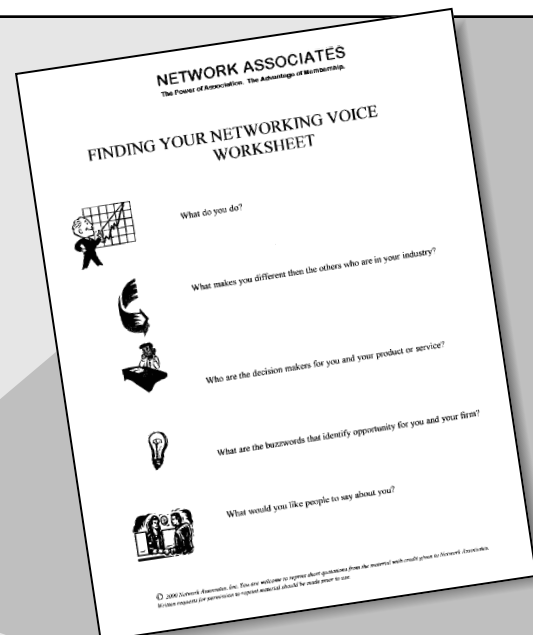 NETWORK ASSOCIATES
The Power of Association. The Advantage of Membership.
FINDING YOUR NETWORKING VOICE
WORKSHEET
What do you do?
What makes you different then the others who are in your industry?
Who are the decision makers for you and your product or service?
What are the buzzwords that identify opportunity for you and your firm?
What would you like people to say about you?
© 2000 Network Associates, Inc. You are welcome to reprint short quotations from the material with credit given to Network Associates.
Written requests for permission to reprint material should be made prior to use.